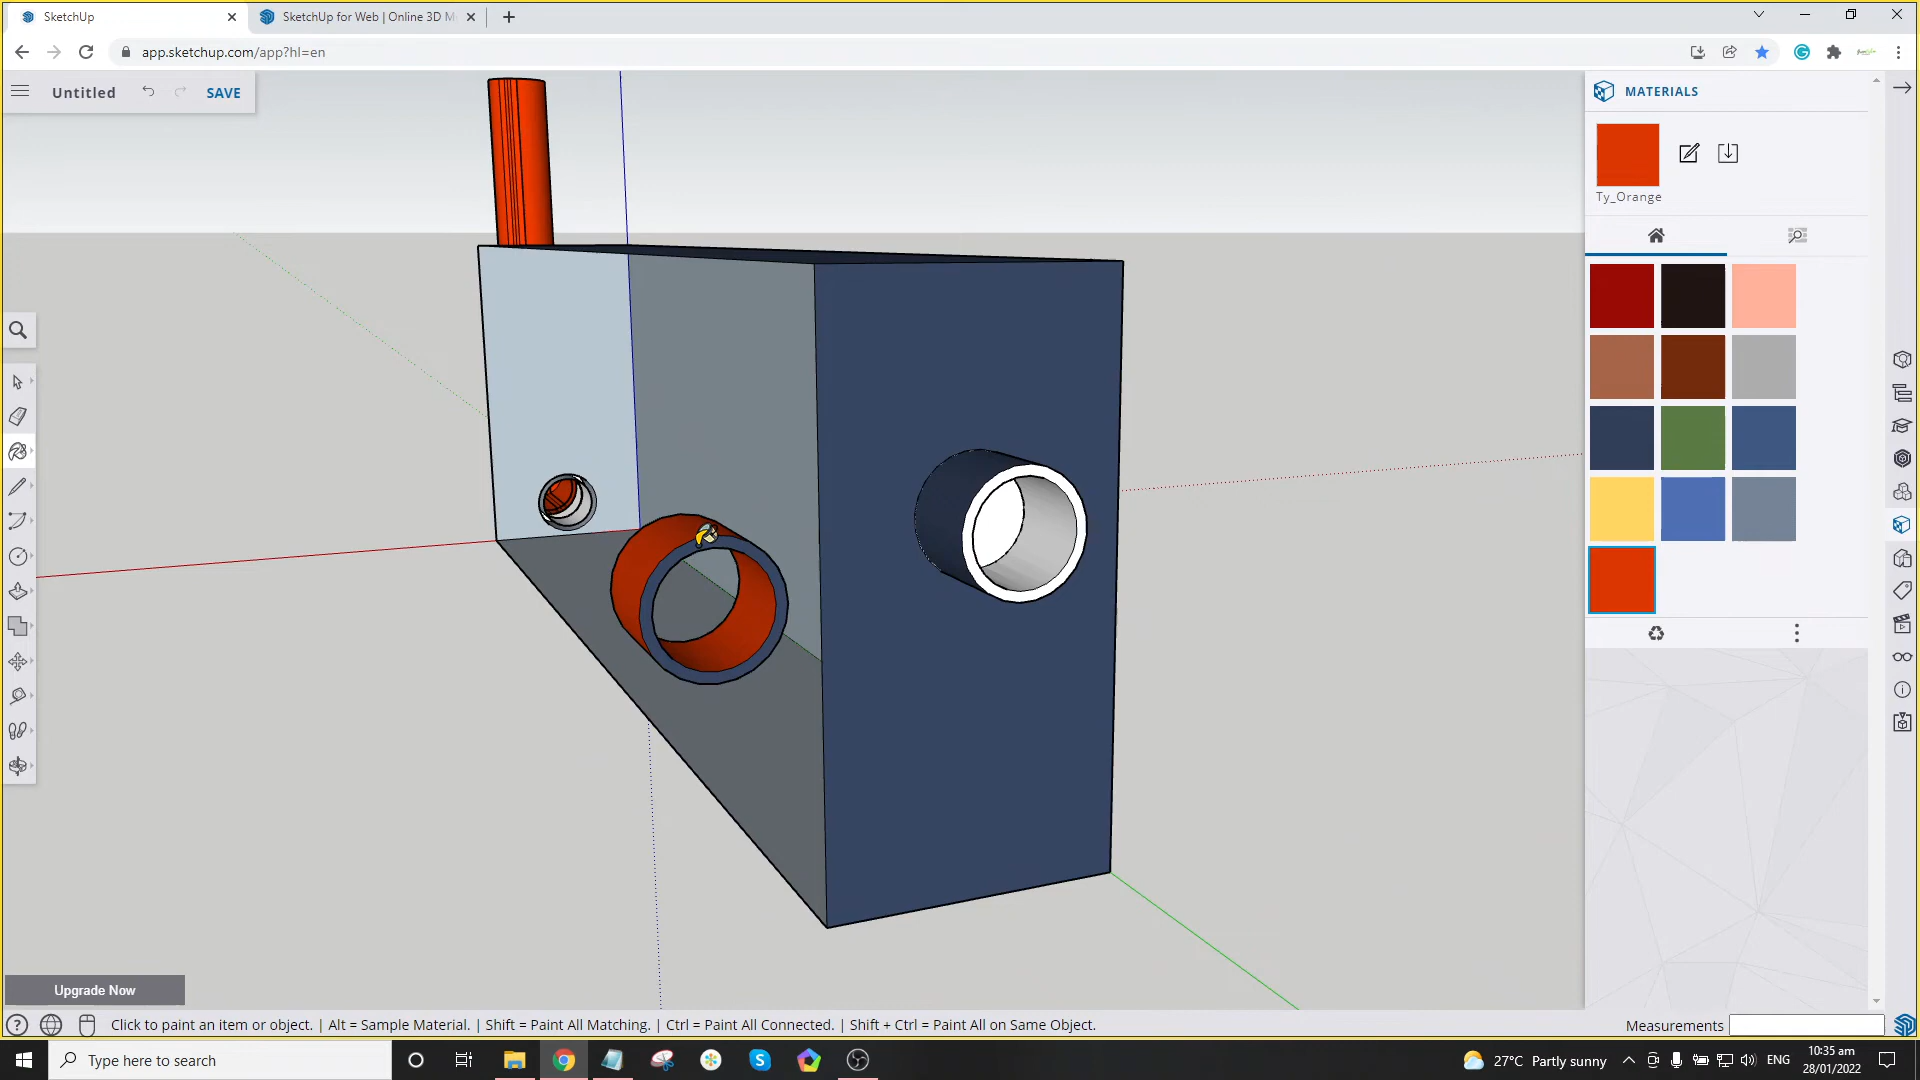 SketchUp
SketchUp for Web | Online 3D M
app.sketchup.com/app?hl=en
Untitled
SAVE
MATERIALS
Ty_Orange
Upgrade Now
Click to paint an item or object. | Alt = Sample Material. | Shift = Paint All Matching. | Ctrl = Paint All Connected. | Shift + Ctrl = Paint All on Same Object.
Measurements
Type here to search
27°C Partly sunny
ENG
10:35 am
28/01/2022